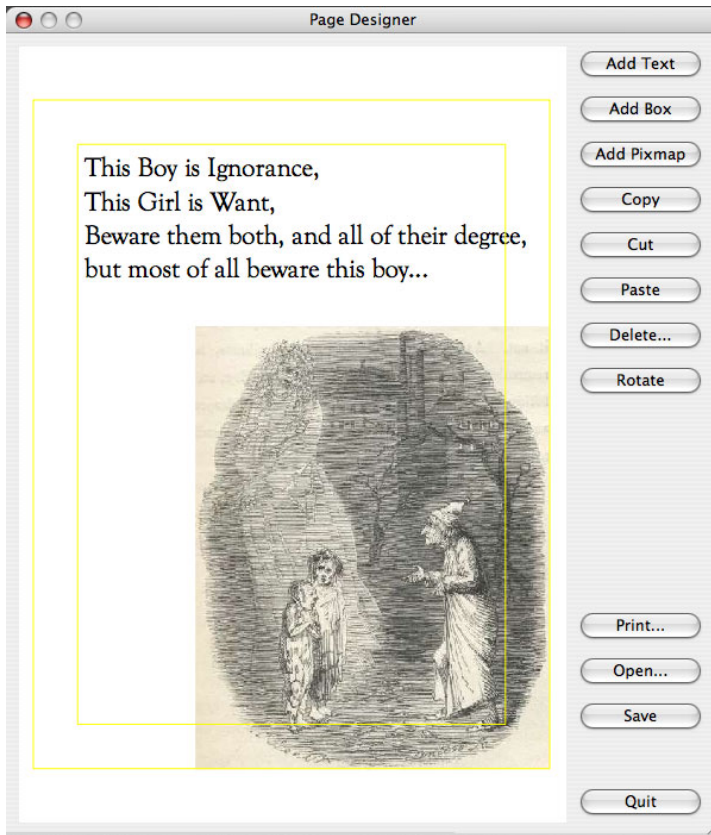 Page Designer
This Boy is Ignorance,
This Girl is Want,
Beware them both, and all of their degree,
but most of all beware this boy...
Add Text
Add Box
Add Pixmap
Copy
Cut
Paste
Delete...
Rotate
Print...
Open...
Save
Quit